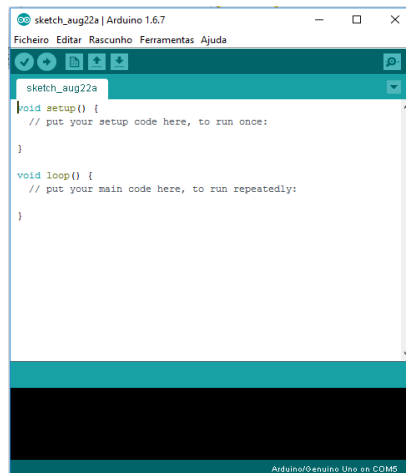 sketch_aug22a | Arduino 1.6.7
Ficheiro Editar Rascunho Ferramentas Ajuda
sketch_aug22a
void setup() {
// put your setup code here, to run once:
}
void loop() {
// put your main code here, to run repeatedly:
}
Arduino/Genuino Uno on COM5